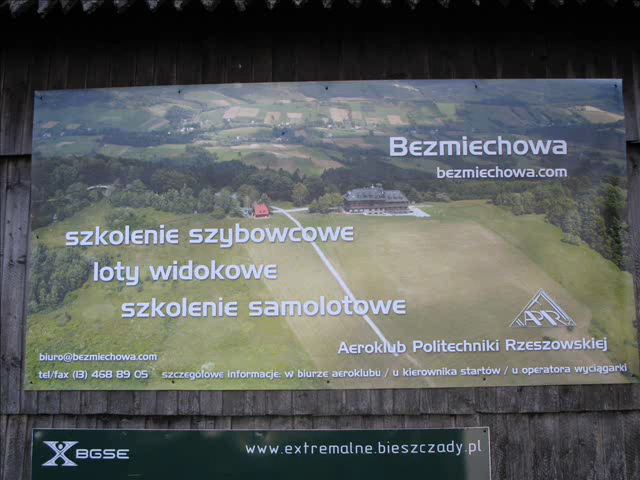 Bezmiechowa
bezmiechowa.com
szkolenie szybowcowe
loty widokowe
szkolenie samolotowe
APR
Aeroklub Politechniki Rzeszowskiej
biuro@bezmiechowa.com
tel/fax (13) 468 89 05 szczegółowe informacje: w biurze aeroklubu / u kierownika startów / u operatora wyciągarki
BGSE www.extremalne.bieszczady.pl